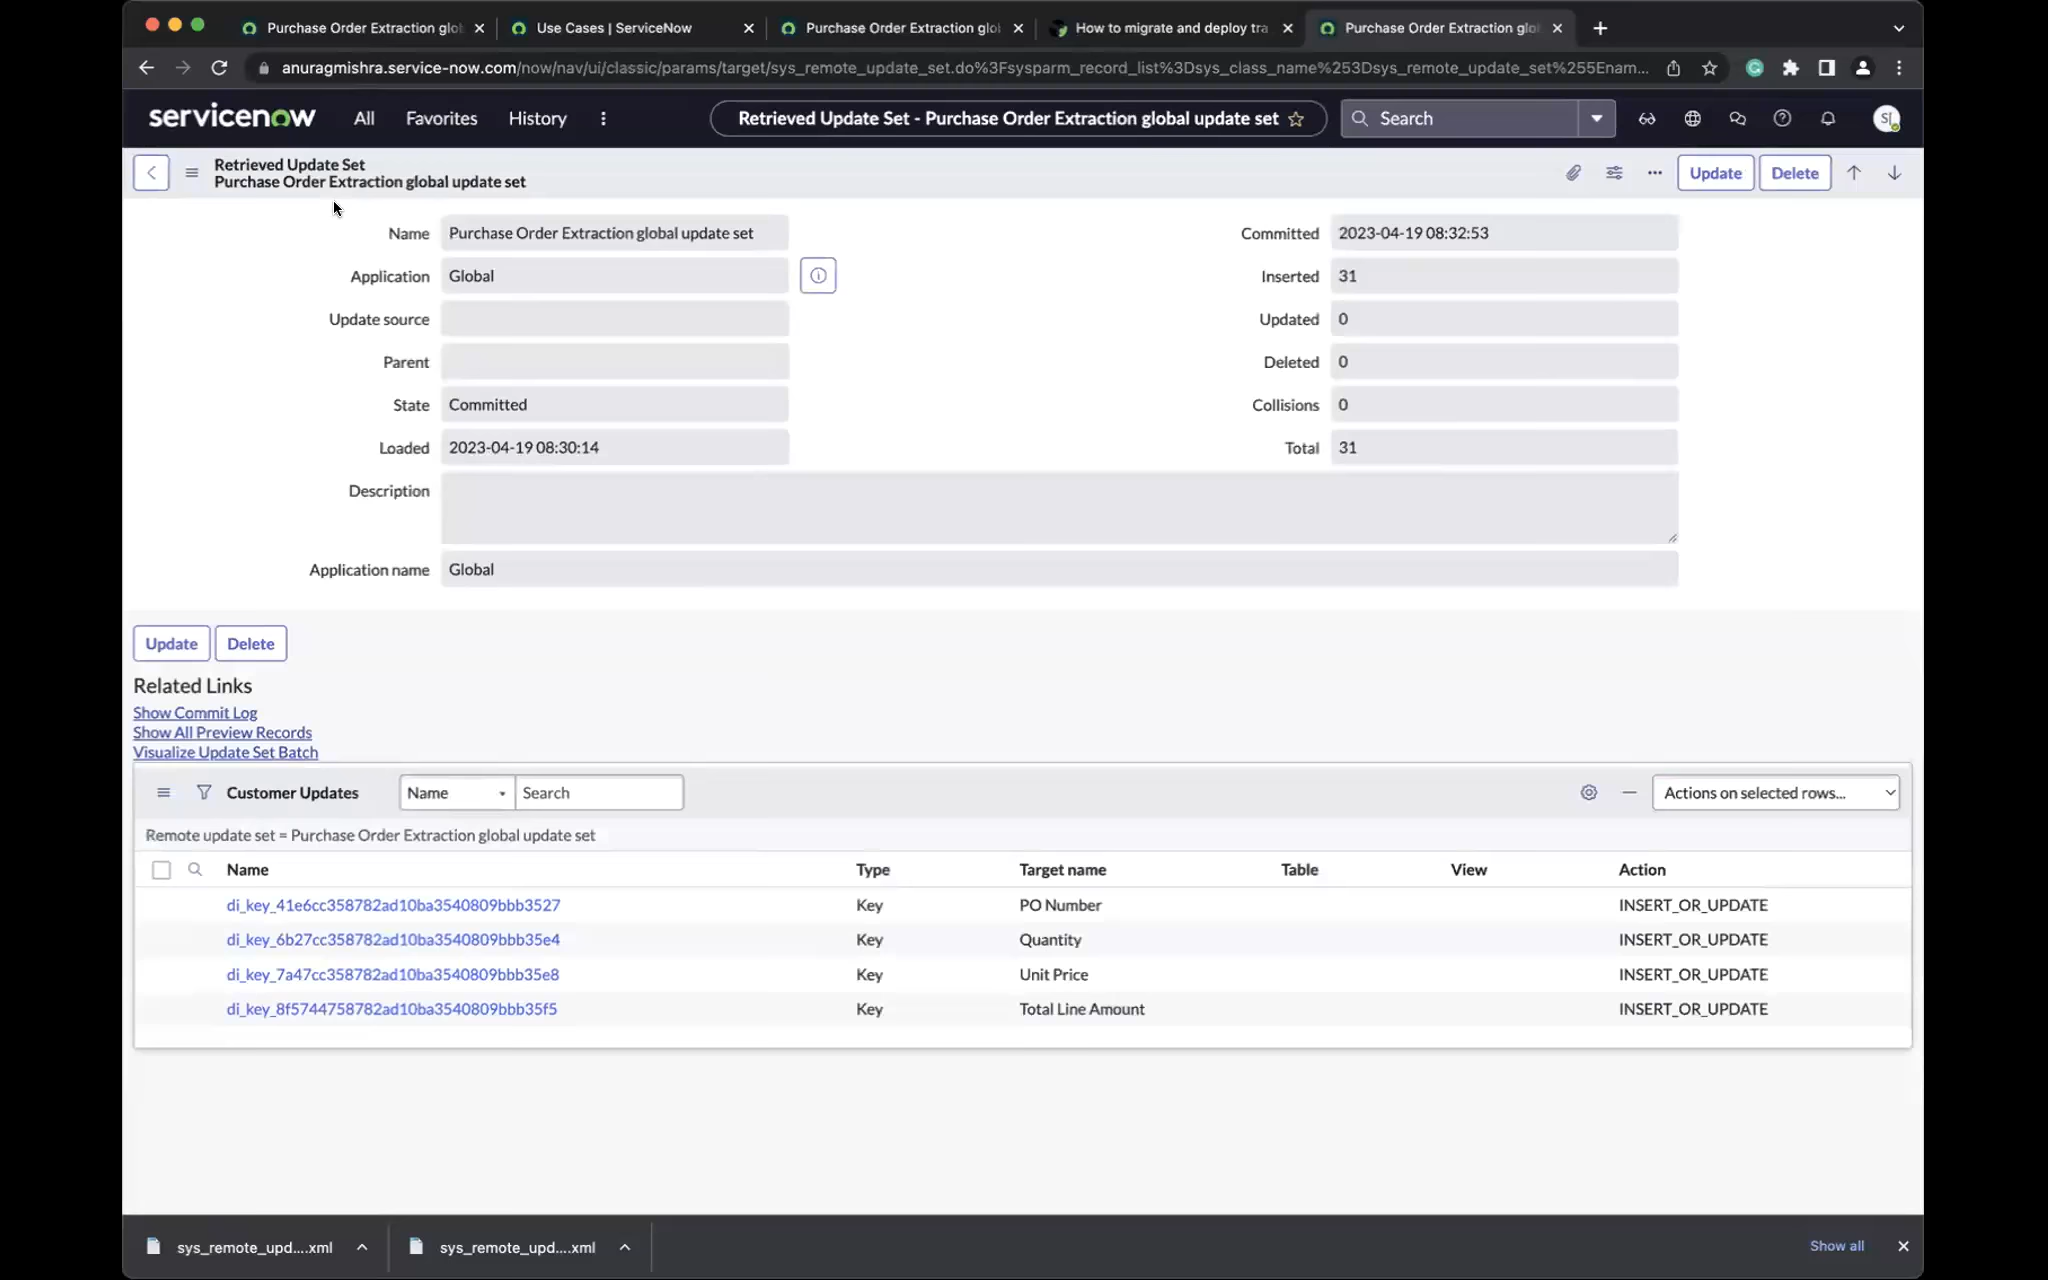 Purchase Order Extraction glo
Use Cases | ServiceNow
Purchase Order Extraction glo
How to migrate and deploy tra
Purchase Order Extraction glo
anuragmishra.service-now.com/now/nav/ui/classic/params/target/sys_remote_update_set.do%3Fsysparm_record_list%3Dsys_class_name%253Dsys_remote_update_set%255Enam...
servicenow
All
Favorites
History
Retrieved Update Set - Purchase Order Extraction global update set
Search
SJ
Retrieved Update Set
Purchase Order Extraction global update set
Update
Delete
Name
Purchase Order Extraction global update set
Committed
2023-04-19 08:32:53
Application
Global
Inserted
31
Update source
Updated
0
Parent
Deleted
0
State
Committed
Collisions
0
Loaded
2023-04-19 08:30:14
Total
31
Description
Application name
Global
Update
Delete
Related Links
Show Commit Log
Show All Preview Records
Visualize Update Set Batch
Customer Updates
Name
Search
Actions on selected rows...
Remote update set = Purchase Order Extraction global update set
Name Type Target name Table View Action
di_key_41e6cc358782ad10ba3540809bbb3527 Key PO Number INSERT_OR_UPDATE
di_key_6b27cc358782ad10ba3540809bbb35e4 Key Quantity INSERT_OR_UPDATE
di_key_7a47cc358782ad10ba3540809bbb35e8 Key Unit Price INSERT_OR_UPDATE
di_key_8f5744758782ad10ba3540809bbb35f5 Key Total Line Amount INSERT_OR_UPDATE
sys_remote_upd....xml
sys_remote_upd....xml
Show all